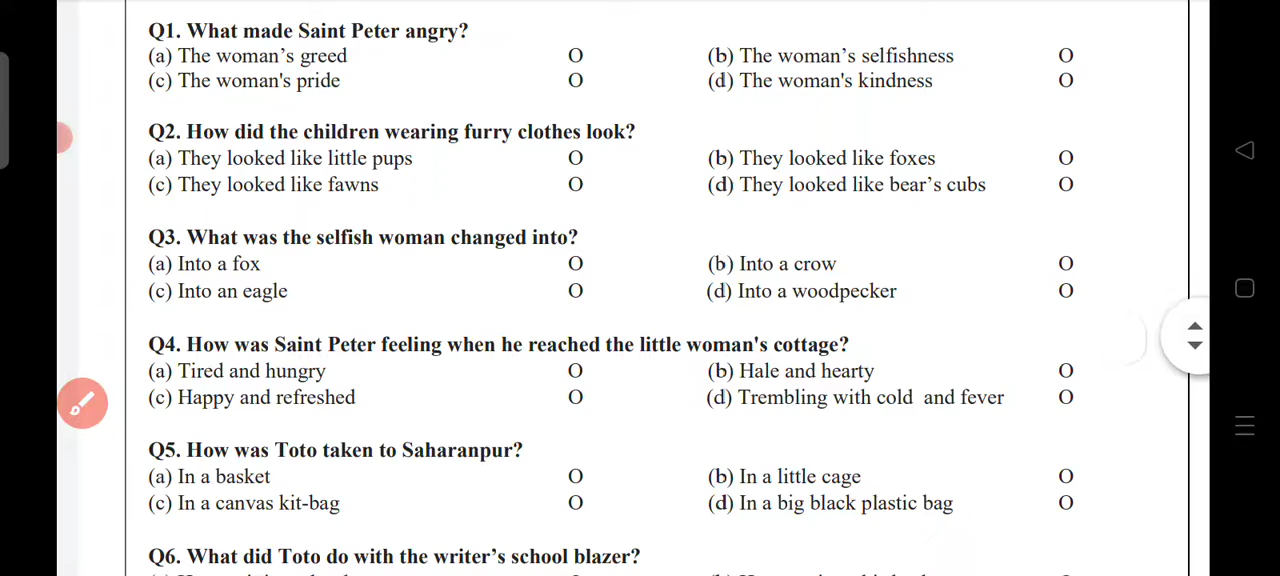 Q1. What made Saint Peter angry?
(a) The woman’s greed O (b) The woman’s selfishness O
(c) The woman's pride O (d) The woman's kindness O
Q2. How did the children wearing furry clothes look?
(a) They looked like little pups O (b) They looked like foxes O
(c) They looked like fawns O (d) They looked like bear’s cubs O
Q3. What was the selfish woman changed into?
(a) Into a fox O (b) Into a crow O
(c) Into an eagle O (d) Into a woodpecker O
Q4. How was Saint Peter feeling when he reached the little woman's cottage?
(a) Tired and hungry O (b) Hale and hearty O
(c) Happy and refreshed O (d) Trembling with cold and fever O
Q5. How was Toto taken to Saharanpur?
(a) In a basket O (b) In a little cage O
(c) In a canvas kit-bag O (d) In a big black plastic bag O
Q6. What did Toto do with the writer’s school blazer?